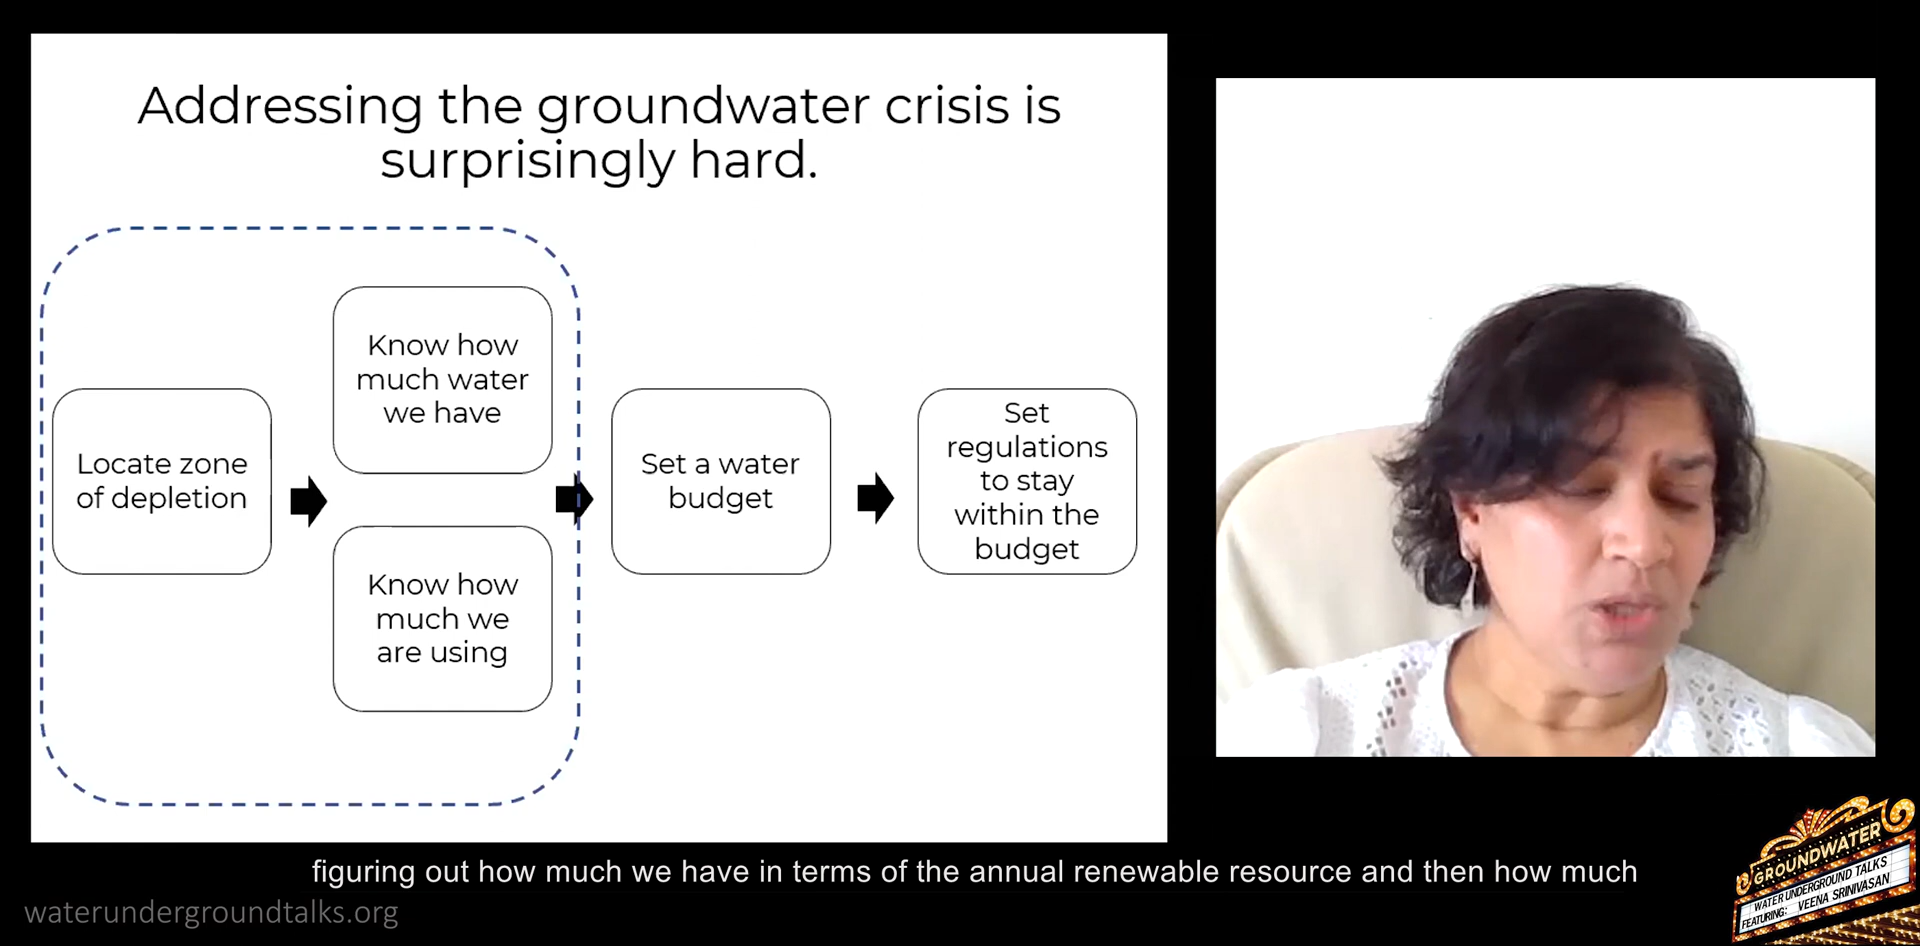 Addressing the groundwater crisis is
surprisingly hard.
Locate zone
of depletion
Know how
much water
we have
Know how
much we
are using
Set a water
budget
Set
regulations
to stay
within the
budget
figuring out how much we have in terms of the annual renewable resource and then how much
waterundergroundtalks.org
GROUNDWATER
WATER UNDERGROUND TALKS
FEATURING: VEENA SRINIVASAN